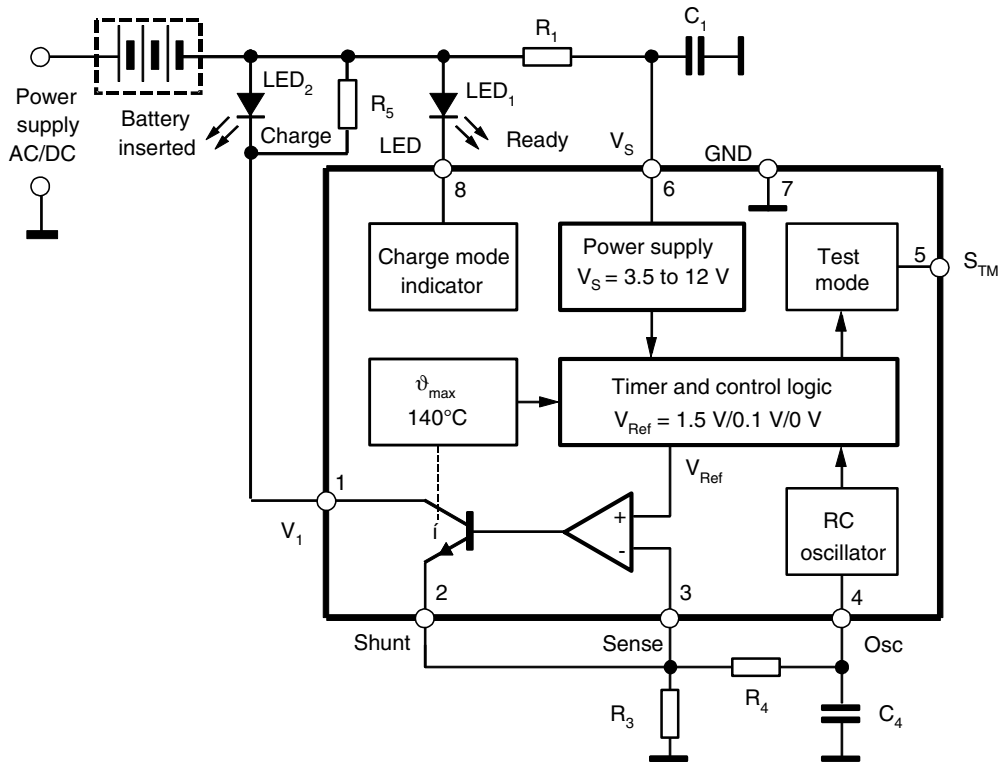 R1
C1
Power
supply
AC/DC
Battery
inserted
LED2
Charge
R5
LED1
Ready
LED
8
VS
6
GND
7
Charge mode
indicator
Power supply
VS = 3.5 to 12 V
Test
mode
5
STM
ϑmax
140°C
Timer and control logic
VRef = 1.5 V/0.1 V/0 V
VRef
1
V1
+
-
RC
oscillator
2
3
4
Shunt
Sense
Osc
R3
R4
C4